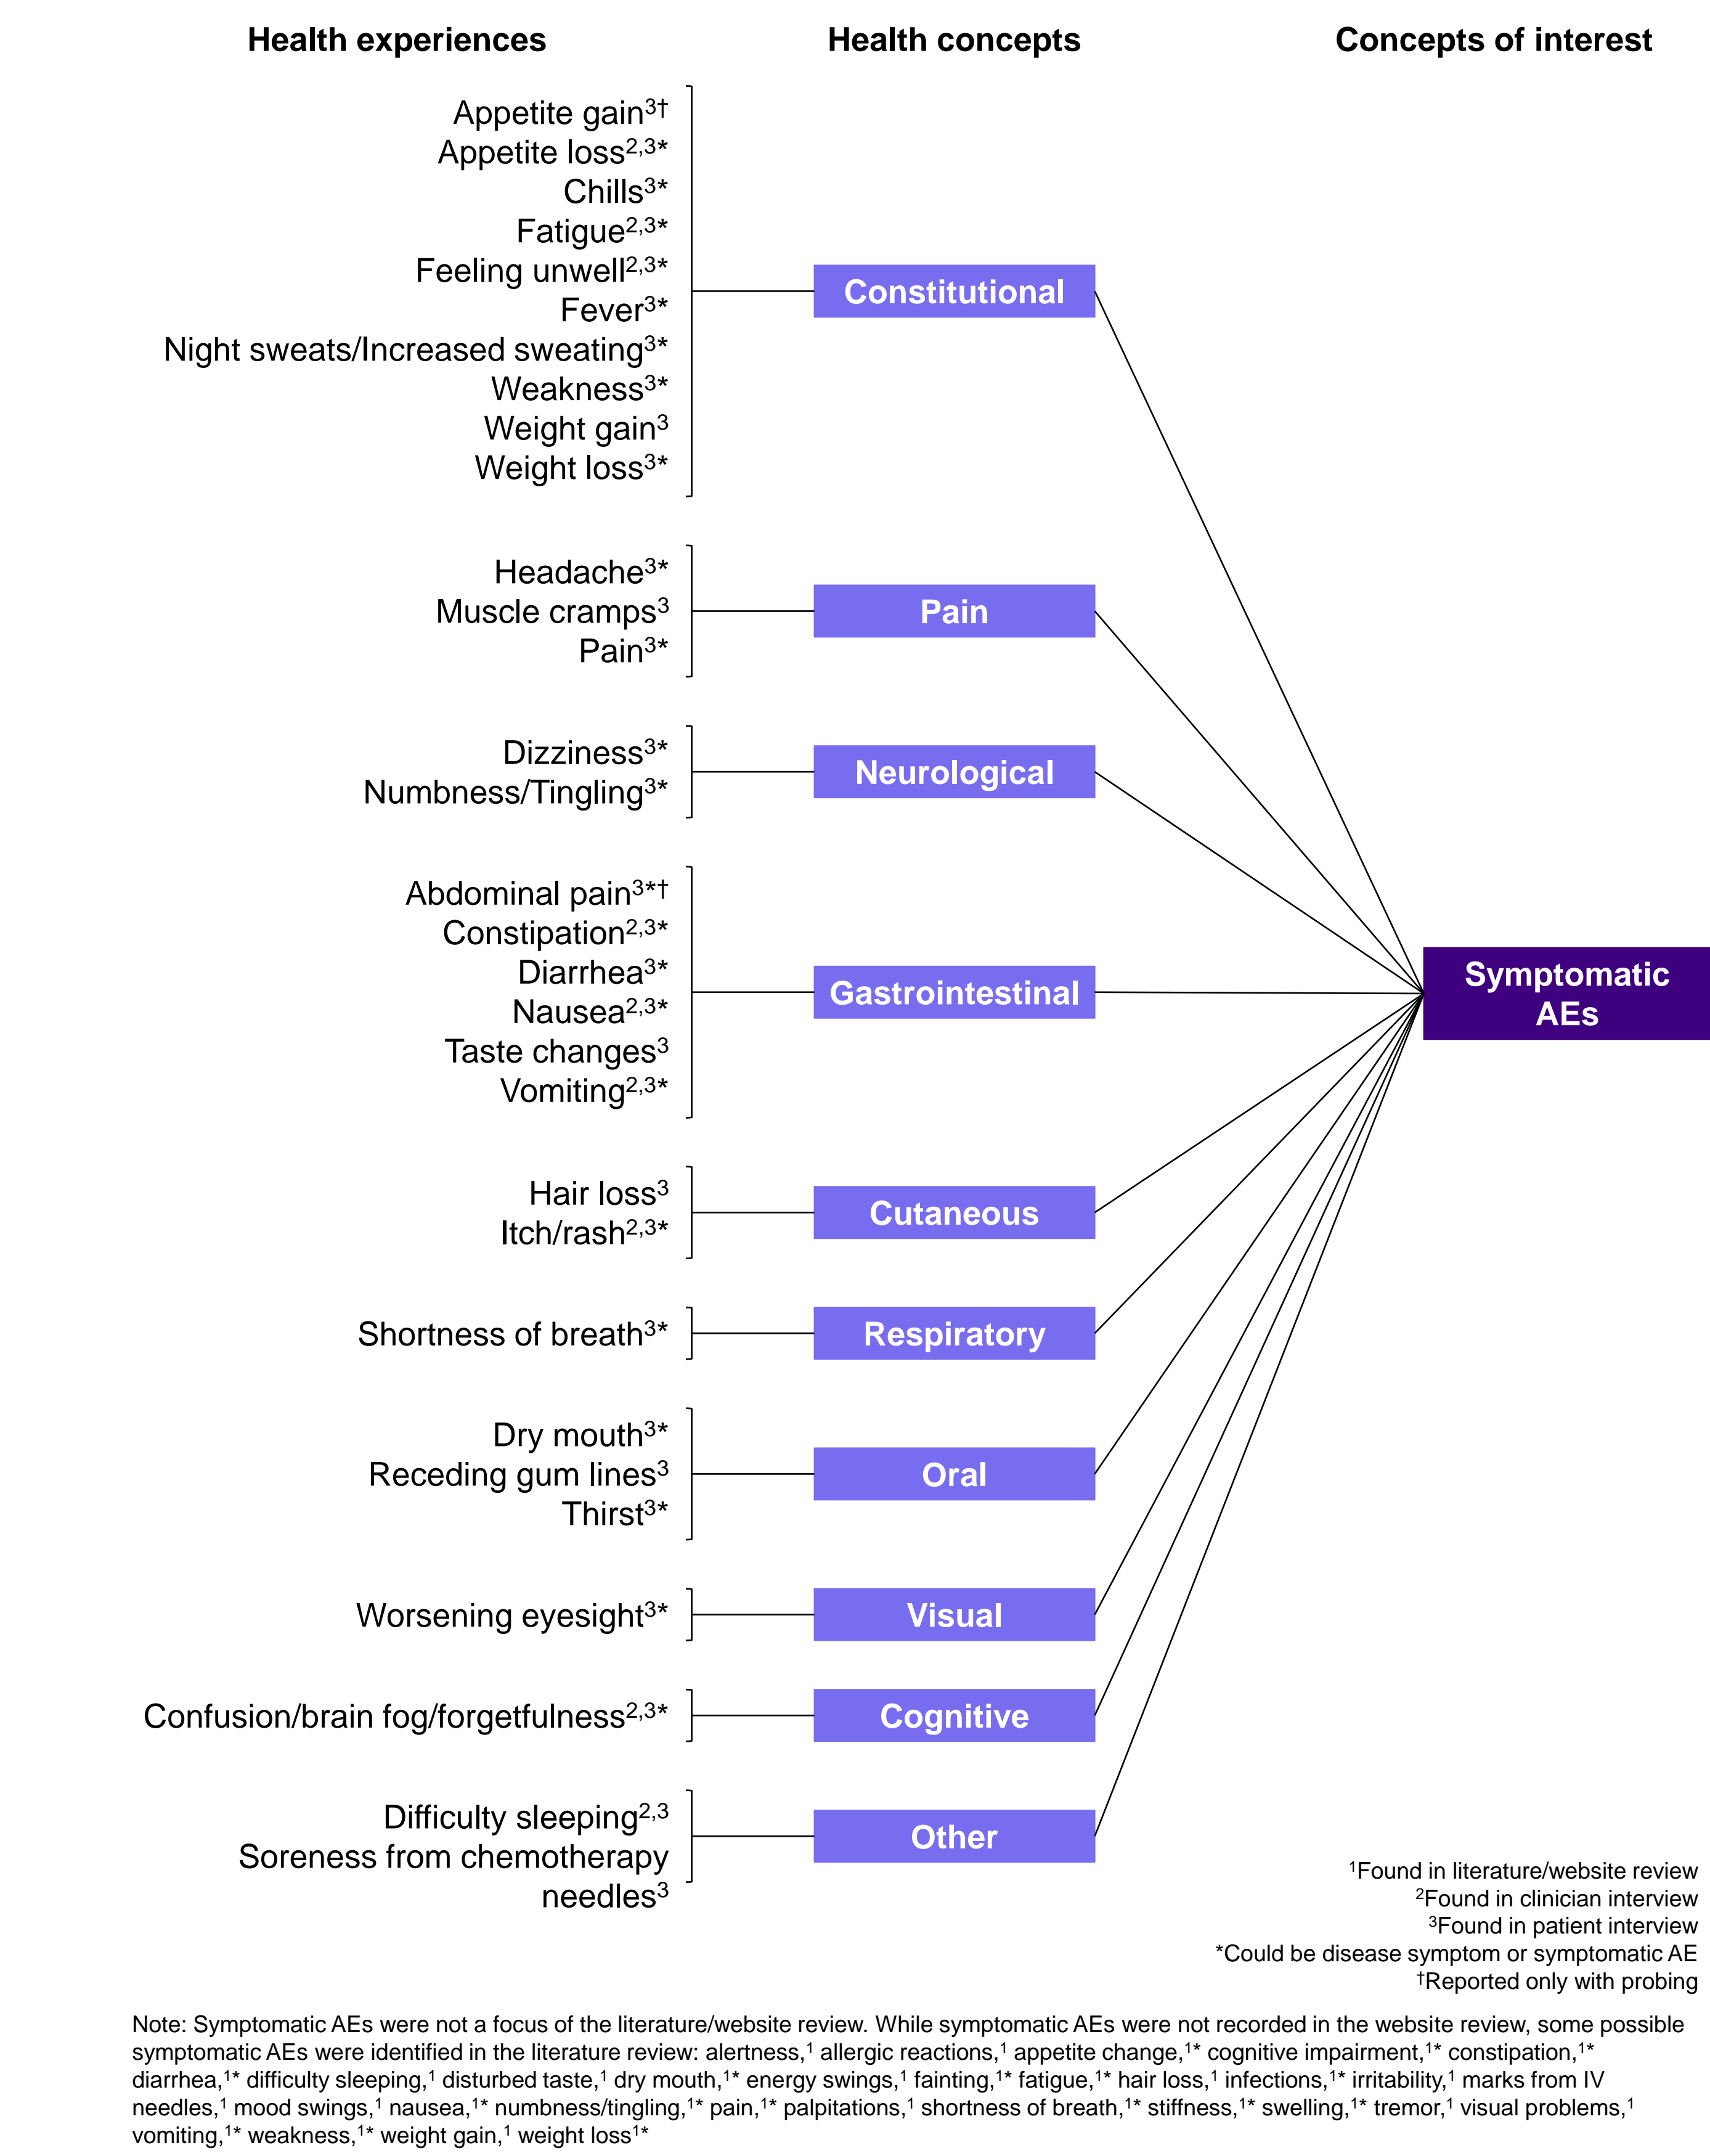 Health experiences
Health concepts
Concepts of interest
Appetite gain³†
Appetite loss²,³*
Chills³*
Fatigue²,³*
Feeling unwell²,³*
Fever³*
Night sweats/Increased sweating³*
Weakness³*
Weight gain³
Weight loss³*
Constitutional
Headache³*
Muscle cramps³
Pain³*
Pain
Dizziness³*
Numbness/Tingling³*
Neurological
Abdominal pain³*†
Constipation²,³*
Diarrhea³*
Nausea²,³*
Taste changes³
Vomiting²,³*
Gastrointestinal
Symptomatic
AEs
Hair loss³
Itch/rash²,³*
Cutaneous
Shortness of breath³*
Respiratory
Dry mouth³*
Receding gum lines³
Thirst³*
Oral
Worsening eyesight³*
Visual
Confusion/brain fog/forgetfulness²,³*
Cognitive
Difficulty sleeping²,³
Soreness from chemotherapy
needles³
Other
¹Found in literature/website review
²Found in clinician interview
³Found in patient interview
*Could be disease symptom or symptomatic AE
†Reported only with probing
Note: Symptomatic AEs were not a focus of the literature/website review. While symptomatic AEs were not recorded in the website review, some possible
symptomatic AEs were identified in the literature review: alertness,¹ allergic reactions,¹ appetite change,¹* cognitive impairment,¹* constipation,¹*
diarrhea,¹* difficulty sleeping,¹ disturbed taste,¹ dry mouth,¹* energy swings,¹ fainting,¹* fatigue,¹* hair loss,¹ infections,¹* irritability,¹ marks from IV
needles,¹ mood swings,¹ nausea,¹* numbness/tingling,¹* pain,¹* palpitations,¹ shortness of breath,¹* stiffness,¹* swelling,¹* tremor,¹ visual problems,¹
vomiting,¹* weakness,¹* weight gain,¹ weight loss¹*